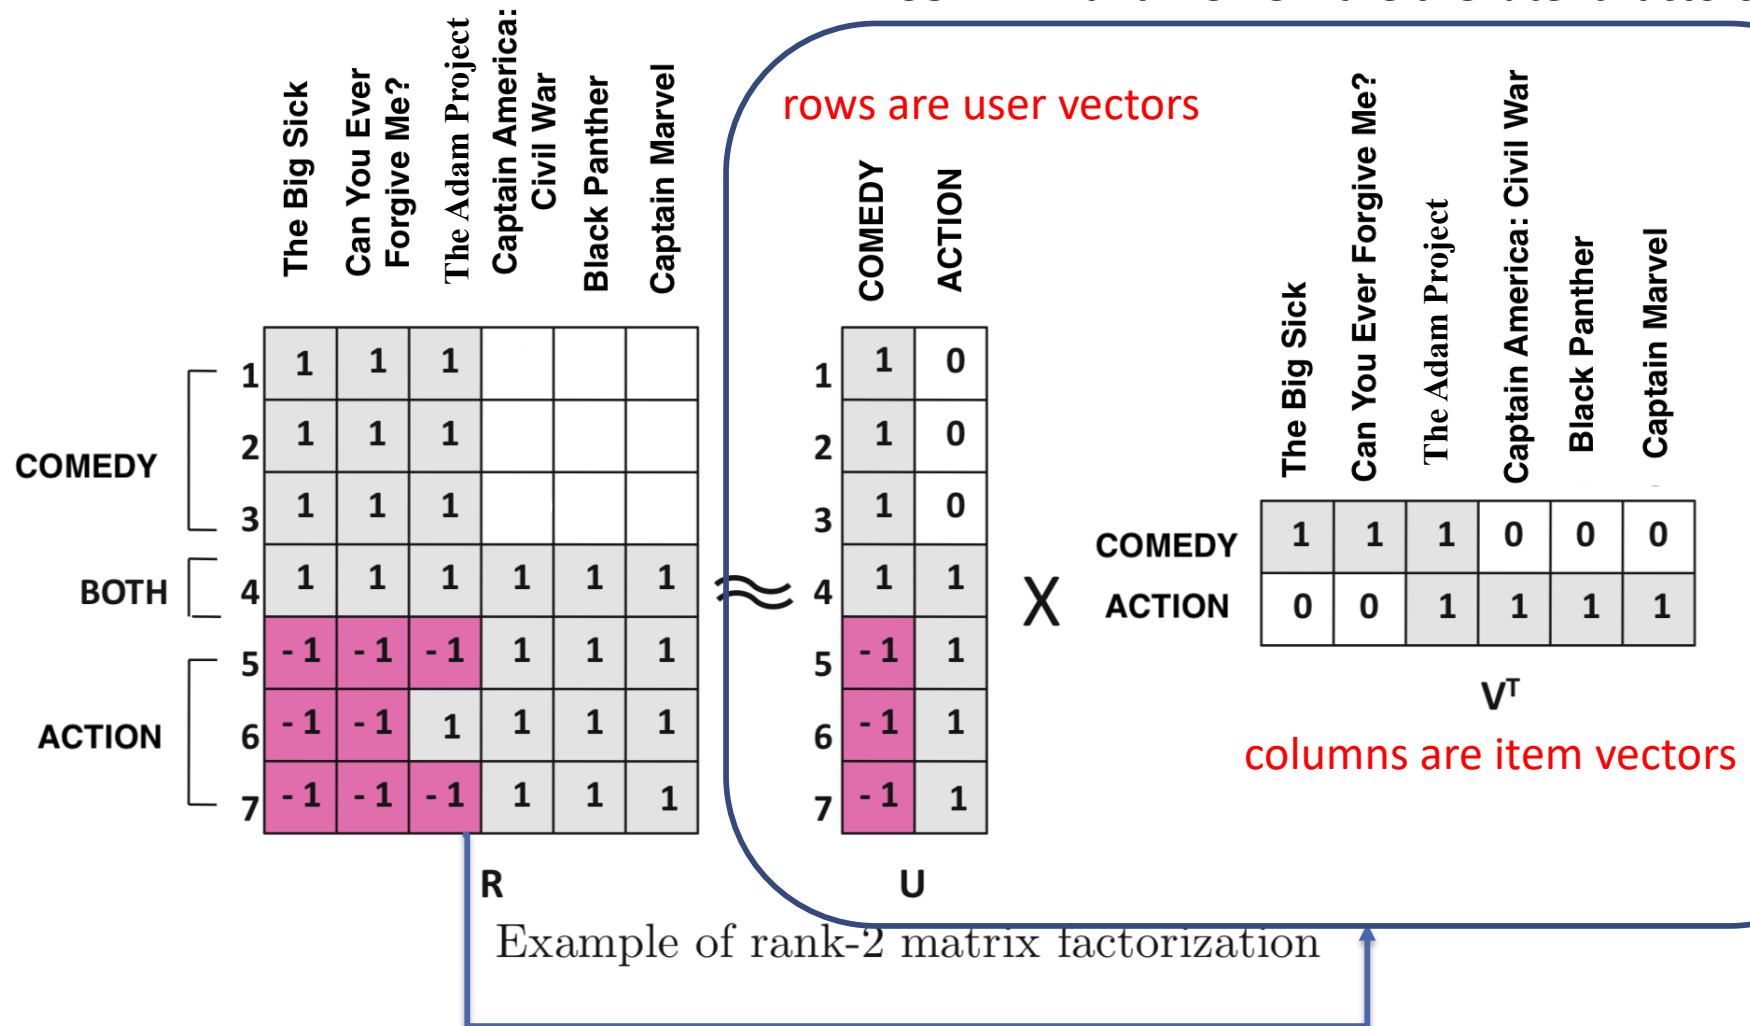 rows are user vectors
The Big Sick
Can You Ever
Forgive Me?
The Adam Project
Captain America:
Civil War
Black Panther
Captain Marvel
COMEDY
BOTH
ACTION
1 1 1 1
2 1 1 1
3 1 1 1
4 1 1 1 1 1 1
5 -1 -1 -1 1 1 1
6 -1 -1 1 1 1 1
7 -1 -1 -1 1 1 1
R
≈
COMEDY
ACTION
1 1 0
2 1 0
3 1 0
4 1 1
5 -1 1
6 -1 1
7 -1 1
U
X
The Big Sick
Can You Ever Forgive Me?
The Adam Project
Captain America: Civil War
Black Panther
Captain Marvel
COMEDY 1 1 1 0 0 0
ACTION 0 0 1 1 1 1
VT
columns are item vectors
Example of rank-2 matrix factorization